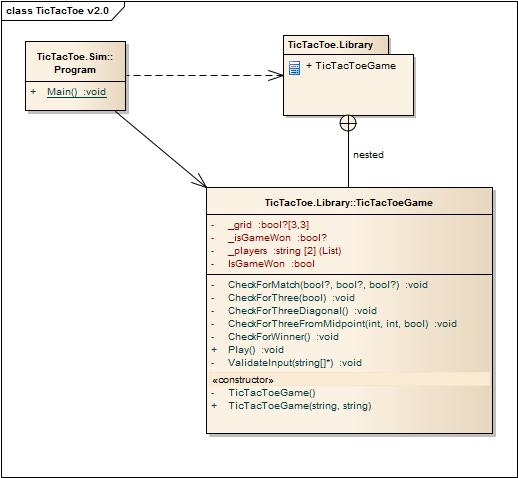 class TicTacToe v2.0
TicTacToe.Sim::
Program
+ Main() :void
TicTacToe.Library
+ TicTacToeGame
nested
TicTacToe.Library::TicTacToeGame
- _grid :bool?[3,3]
- _isGameWon :bool?
- _players :string [2] (List)
- IsGameWon :bool
- CheckForMatch(bool?, bool?, bool?) :void
- CheckForThree(bool) :void
- CheckForThreeDiagonal() :void
- CheckForThreeFromMidpoint(int, int, bool) :void
- CheckForWinner() :void
+ Play() :void
- ValidateInput(string[]*) :void
«constructor»
- TicTacToeGame()
+ TicTacToeGame(string, string)